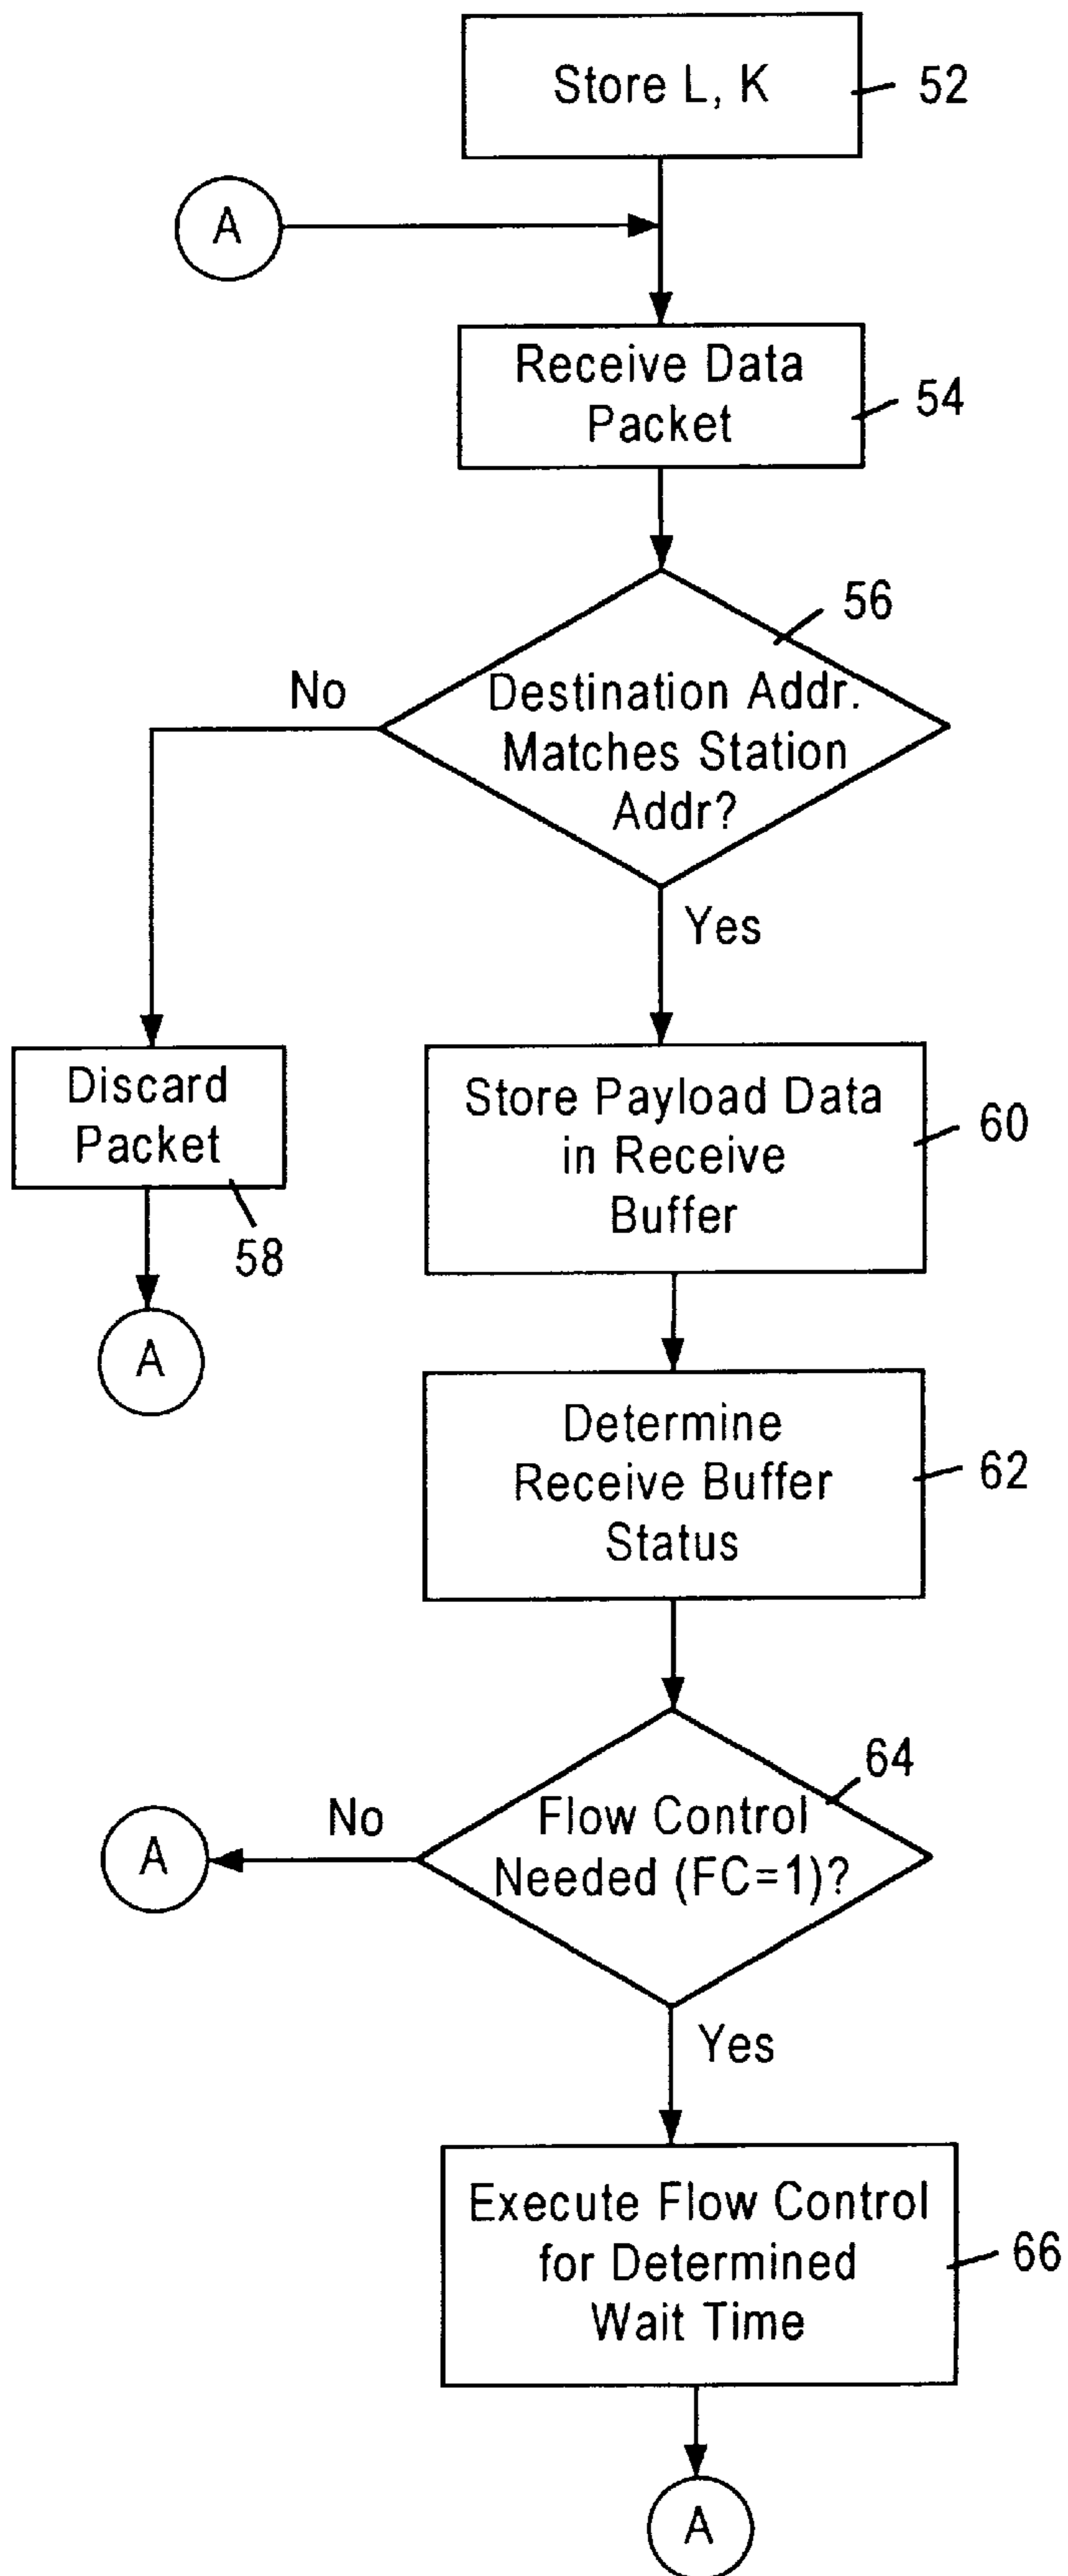 Store L, K
52
A
Receive Data
Packet
54
56
Destination Addr.
Matches Station
Addr?
No
Yes
Discard
Packet
58
A
Store Payload Data
in Receive
Buffer
60
Determine
Receive Buffer
Status
62
64
Flow Control
Needed (FC=1)?
No
A
Yes
Execute Flow Control
for Determined
Wait Time
66
A